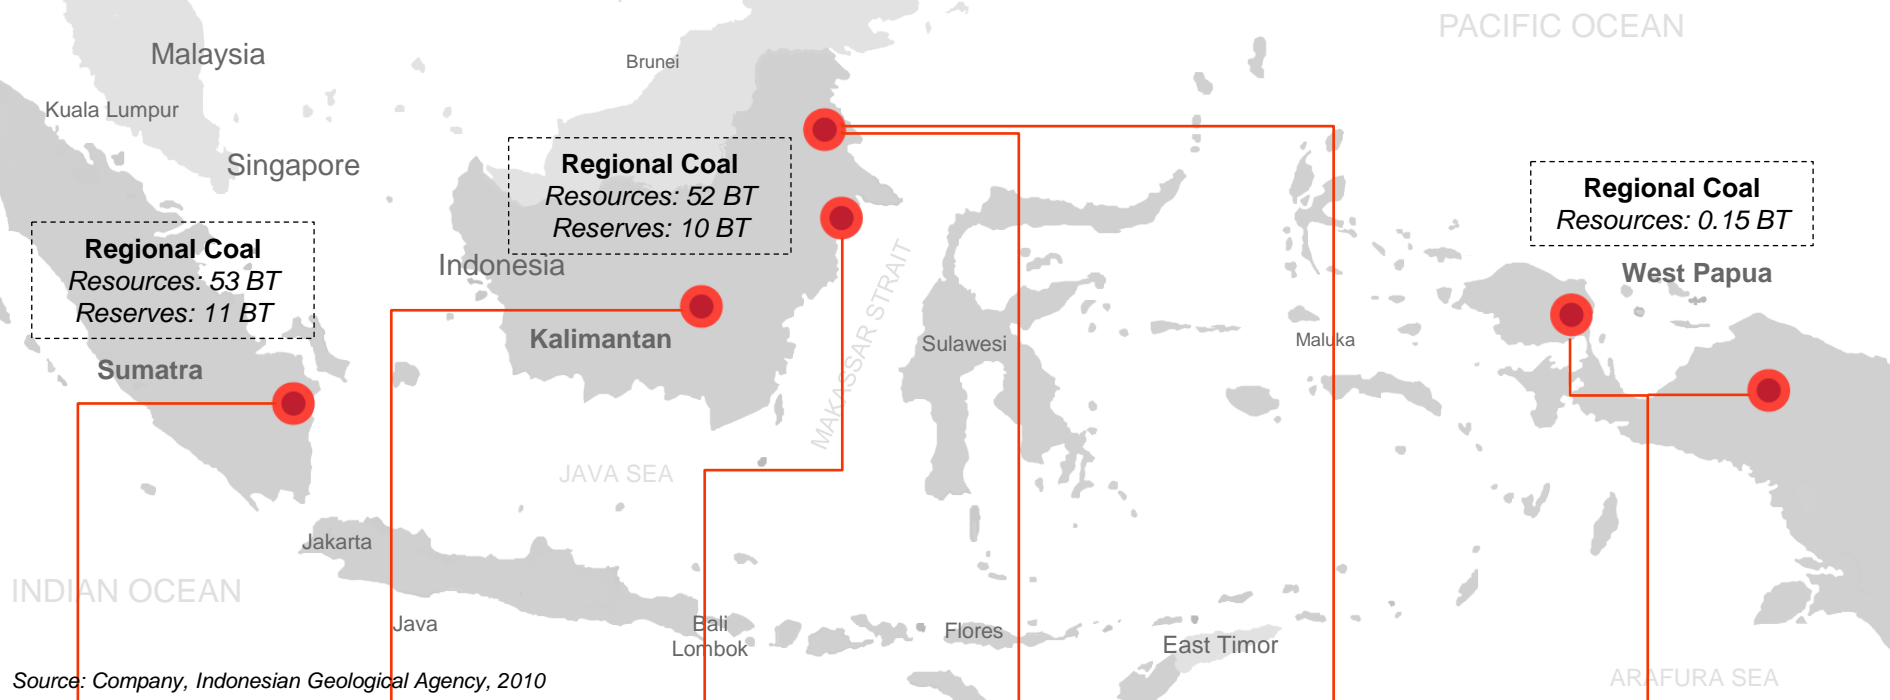 PACIFIC OCEAN
Malaysia
Brunei
Kuala Lumpur
Singapore
Regional Coal
Resources: 52 BT
Reserves: 10 BT
Regional Coal
Resources: 0.15 BT
Regional Coal
Resources: 53 BT
Reserves: 11 BT
Indonesia
West Papua
MAKASSAR STRAIT
Kalimantan
Sulawesi
Maluka
Sumatra
JAVA SEA
Jakarta
INDIAN OCEAN
Java
Bali
Lombok
Flores
East Timor
ARAFURA SEA
Source: Company, Indonesian Geological Agency, 2010